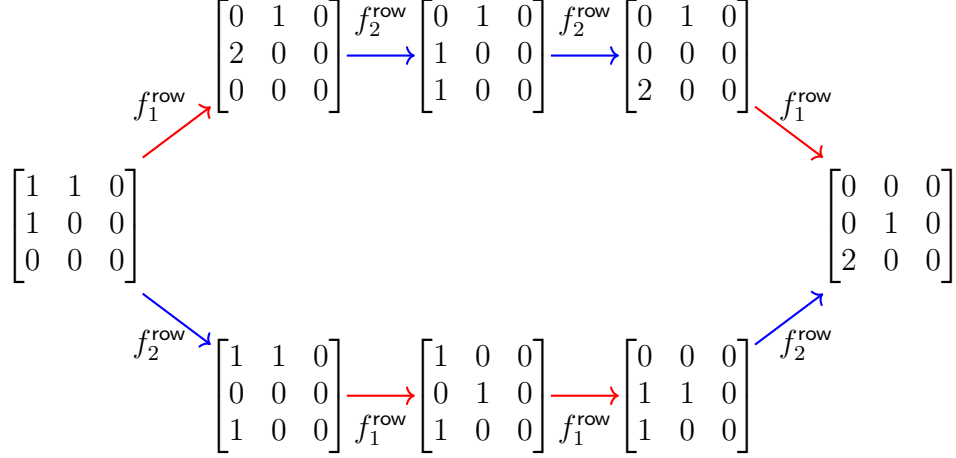 f_1^row
[0 1 0
2 0 0
0 0 0]
f_2^row
[0 1 0
1 0 0
1 0 0]
f_2^row
[0 1 0
0 0 0
2 0 0]
f_1^row
[1 1 0
1 0 0
0 0 0]
[0 0 0
0 1 0
2 0 0]
f_2^row
[1 1 0
0 0 0
1 0 0]
f_1^row
[1 0 0
0 1 0
1 0 0]
f_1^row
[0 0 0
1 1 0
1 0 0]
f_2^row